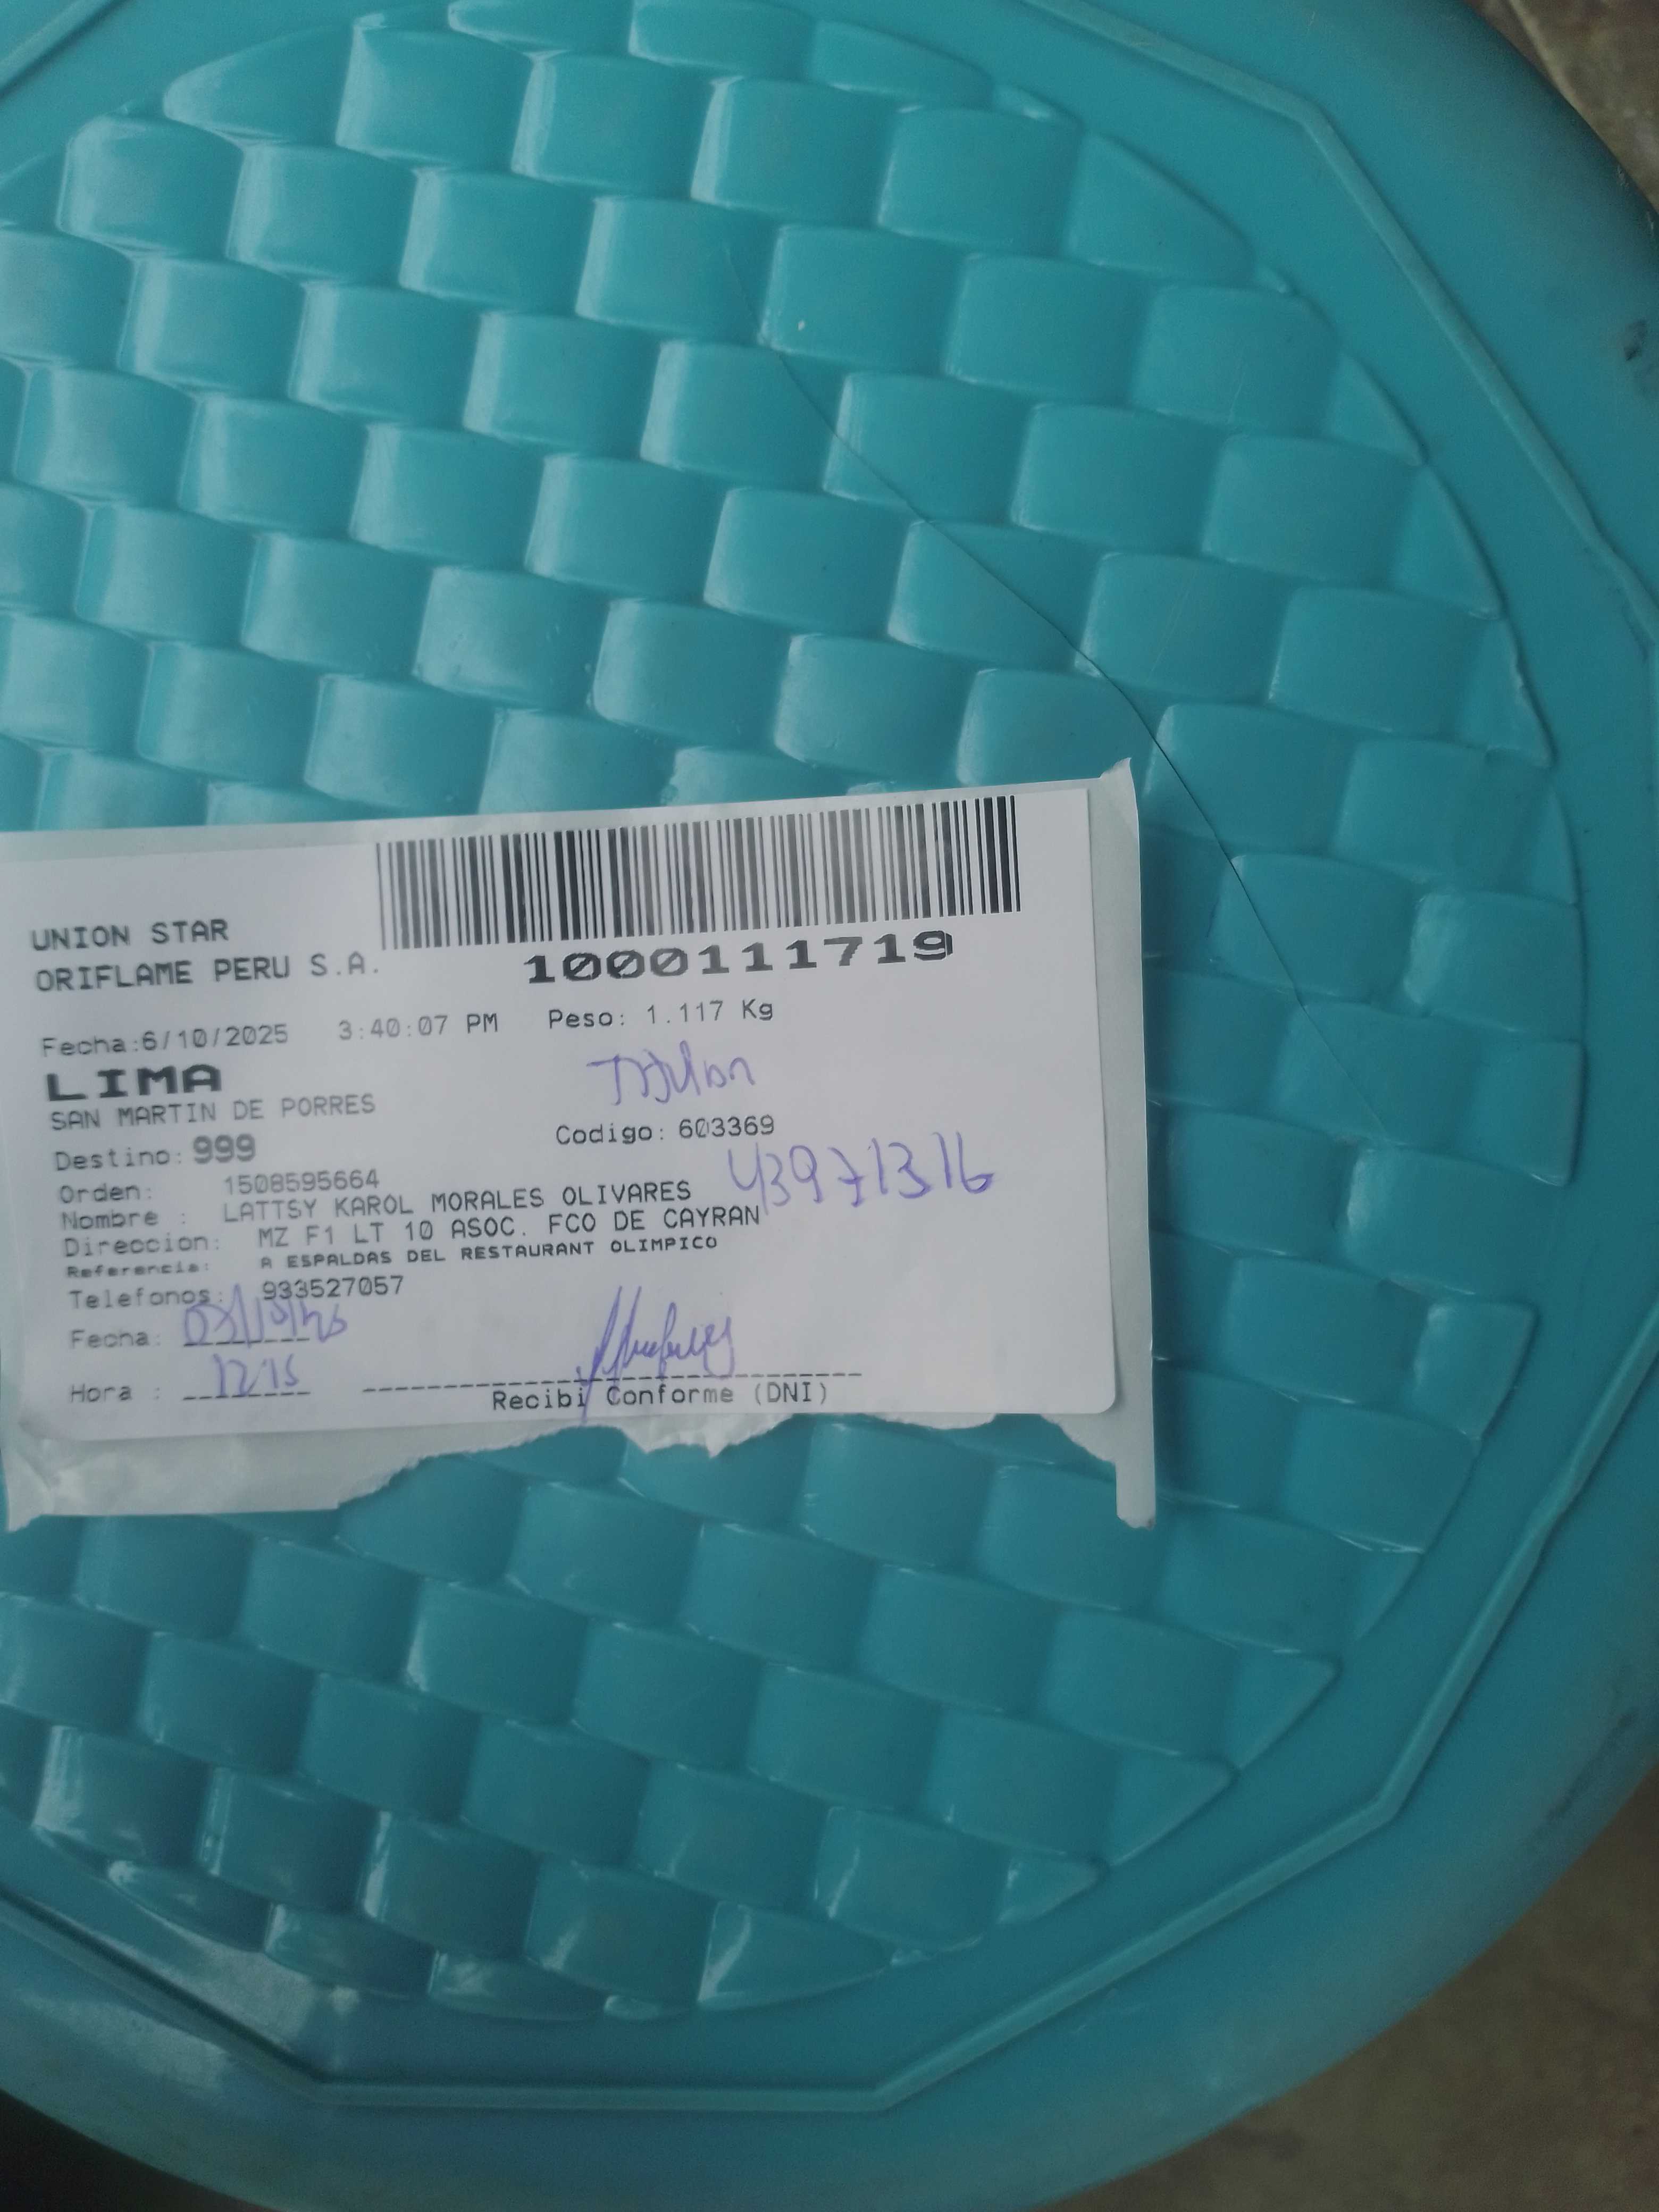 UNION STAR
ORIFLAME PERU S.A.
1000111719
Fecha:6/10/2025 3:40:07 PM Peso: 1.117 Kg
LIMA
SAN MARTIN DE PORRES
Destino: 999 Codigo: 603369
43971316
Orden: 1508595664
Nombre : LATTSY KAROL MORALES OLIVARES
Direccion: MZ F1 LT 10 ASOC. FCO DE CAYRAN
Referencia: A ESPALDAS DEL RESTAURANT OLIMPICO
Telefonos: 933527057
Fecha:
Hora : 12:15
Recibi Conforme (DNI)